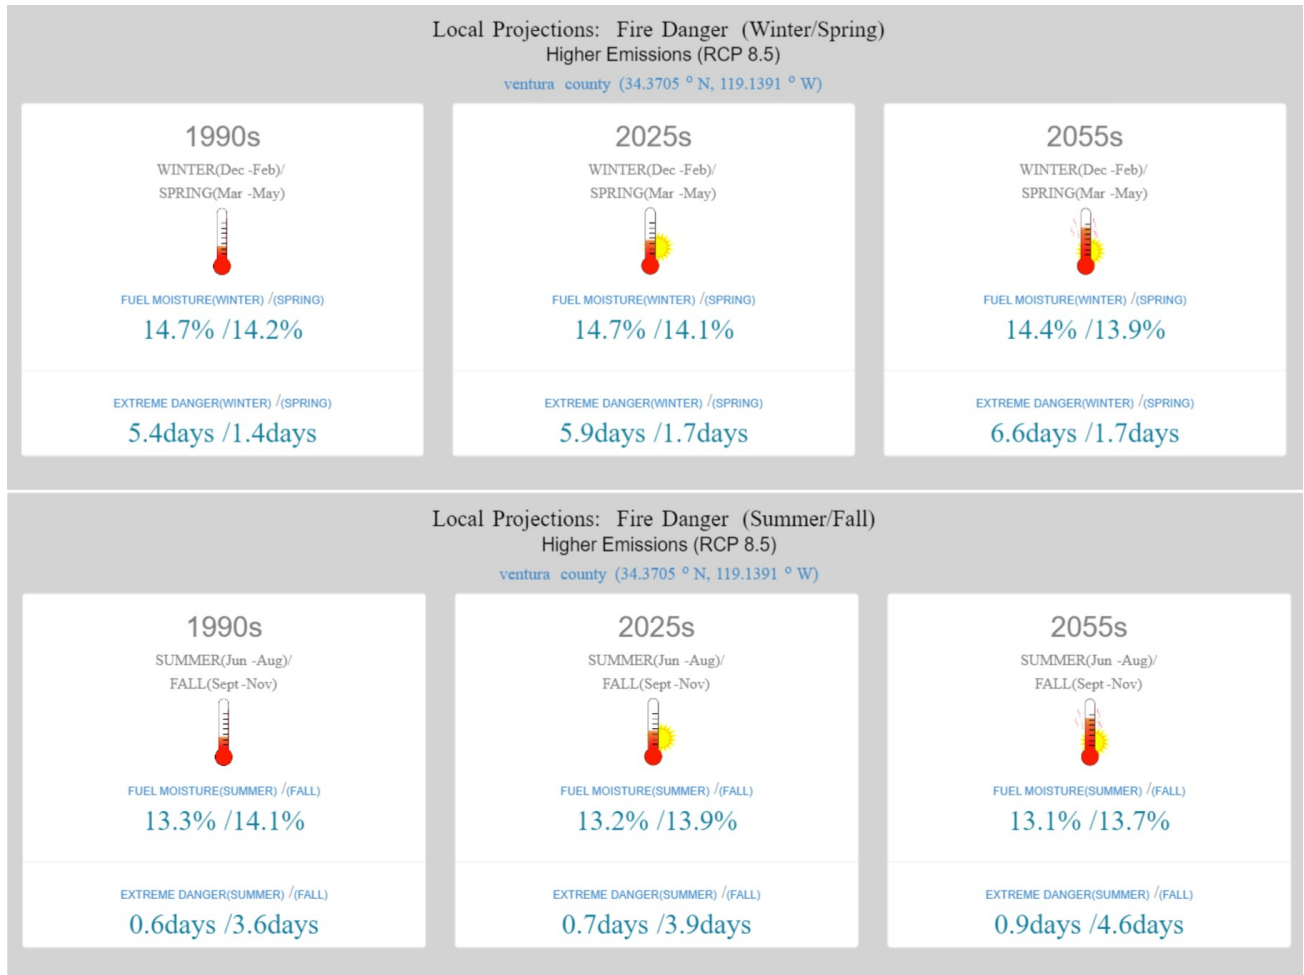 Local Projections: Fire Danger (Winter/Spring)
Higher Emissions (RCP 8.5)
ventura county (34.3705 ° N, 119.1391 ° W)
1990s
WINTER(Dec -Feb)/
SPRING(Mar -May)
FUEL MOISTURE(WINTER) /(SPRING)
14.7% /14.2%
EXTREME DANGER(WINTER) /(SPRING)
5.4days /1.4days
2025s
WINTER(Dec -Feb)/
SPRING(Mar -May)
FUEL MOISTURE(WINTER) /(SPRING)
14.7% /14.1%
EXTREME DANGER(WINTER) /(SPRING)
5.9days /1.7days
2055s
WINTER(Dec -Feb)/
SPRING(Mar -May)
FUEL MOISTURE(WINTER) /(SPRING)
14.4% /13.9%
EXTREME DANGER(WINTER) /(SPRING)
6.6days /1.7days
Local Projections: Fire Danger (Summer/Fall)
Higher Emissions (RCP 8.5)
ventura county (34.3705 ° N, 119.1391 ° W)
1990s
SUMMER(Jun -Aug)/
FALL(Sept -Nov)
FUEL MOISTURE(SUMMER) /(FALL)
13.3% /14.1%
EXTREME DANGER(SUMMER) /(FALL)
0.6days /3.6days
2025s
SUMMER(Jun -Aug)/
FALL(Sept -Nov)
FUEL MOISTURE(SUMMER) /(FALL)
13.2% /13.9%
EXTREME DANGER(SUMMER) /(FALL)
0.7days /3.9days
2055s
SUMMER(Jun -Aug)/
FALL(Sept -Nov)
FUEL MOISTURE(SUMMER) /(FALL)
13.1% /13.7%
EXTREME DANGER(SUMMER) /(FALL)
0.9days /4.6days